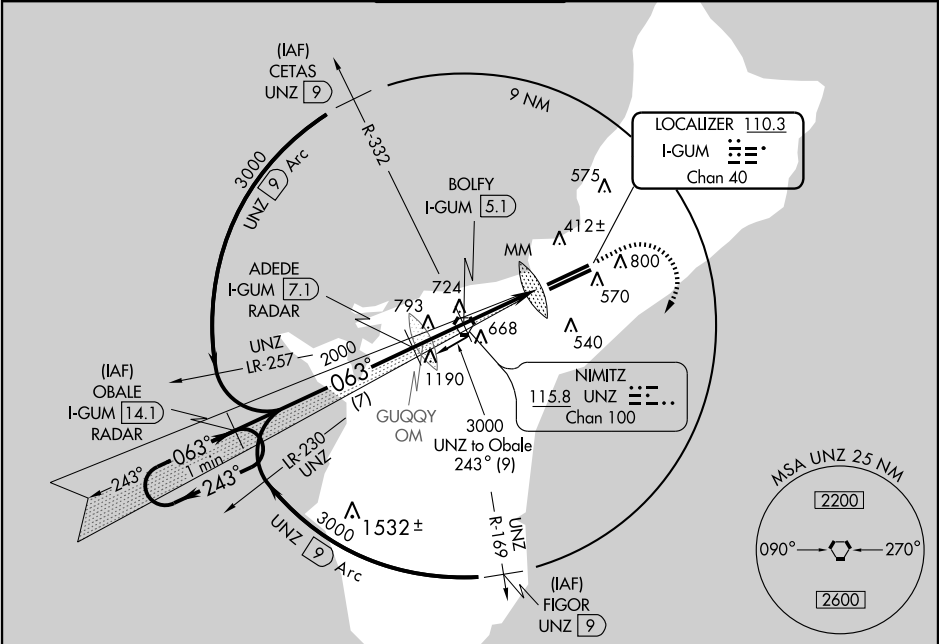 (IAF)
CETAS
UNZ 9
9 NM
LOCALIZER 110.3
I-GUM
Chan 40
R-332
3000
UNZ 9 Arc
BOLFY
I-GUM 5.1
575
412±
MM
800
570
ADEDE
I-GUM 7.1
RADAR
793
724
668
540
UNZ
LR-257
2000
063°
(7)
1190
NIMITZ
115.8 UNZ
Chan 100
(IAF)
OBALE
I-GUM 14.1
RADAR
GUQQY
OM
3000
UNZ to Obale
243° (9)
243°
063°
1 min
243°
LR-230
UNZ
MSA UNZ 25 NM
2200
090°
270°
2600
3000
UNZ 9 Arc
1532±
UNZ
R-169
(IAF)
FIGOR
UNZ 9